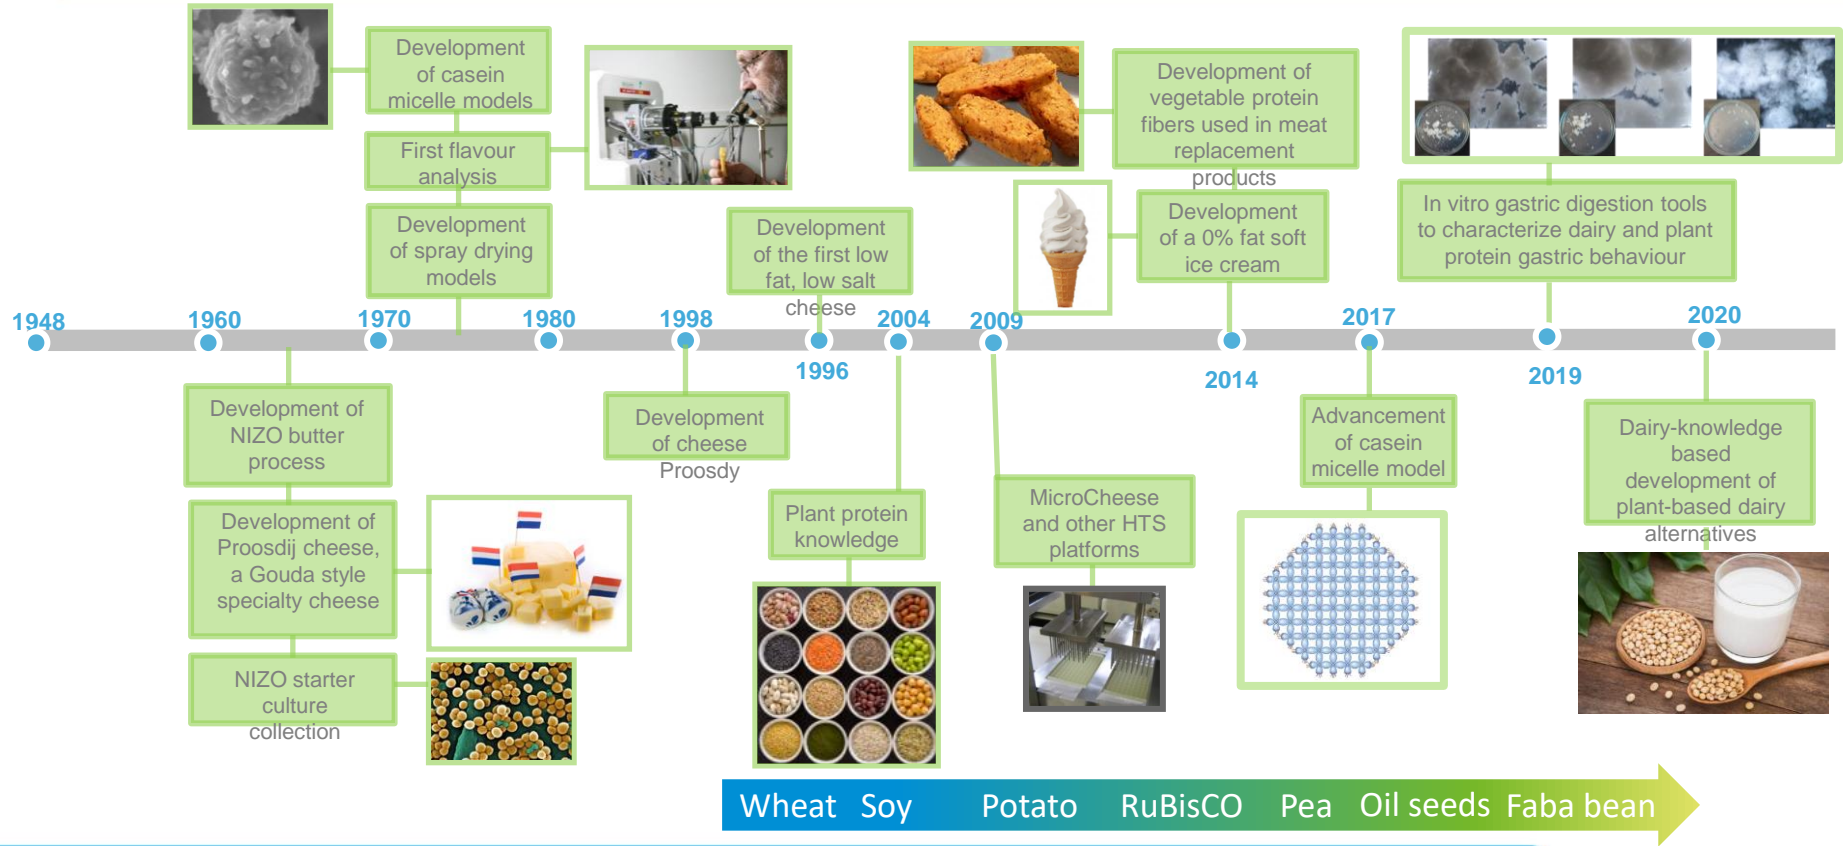 Development
of casein
micelle models
First flavour
analysis
Development
of spray drying
models
Development
of the first low
fat, low salt
cheese
Development of
vegetable protein
fibers used in meat
replacement
products
Development
of a 0% fat soft
ice cream
In vitro gastric digestion tools
to characterize dairy and plant
protein gastric behaviour
1948
1960
1970
1980
1998
1996
2004
2009
2014
2017
2019
2020
Development of
NIZO butter
process
Development of
Proosdij cheese,
a Gouda style
specialty cheese
NIZO starter
culture
collection
Development
of cheese
Proosdy
Plant protein
knowledge
MicroCheese
and other HTS
platforms
Advancement
of casein
micelle model
Dairy-knowledge
based
development of
plant-based dairy
alternatives
Wheat Soy Potato RuBisCO Pea Oil seeds Faba bean